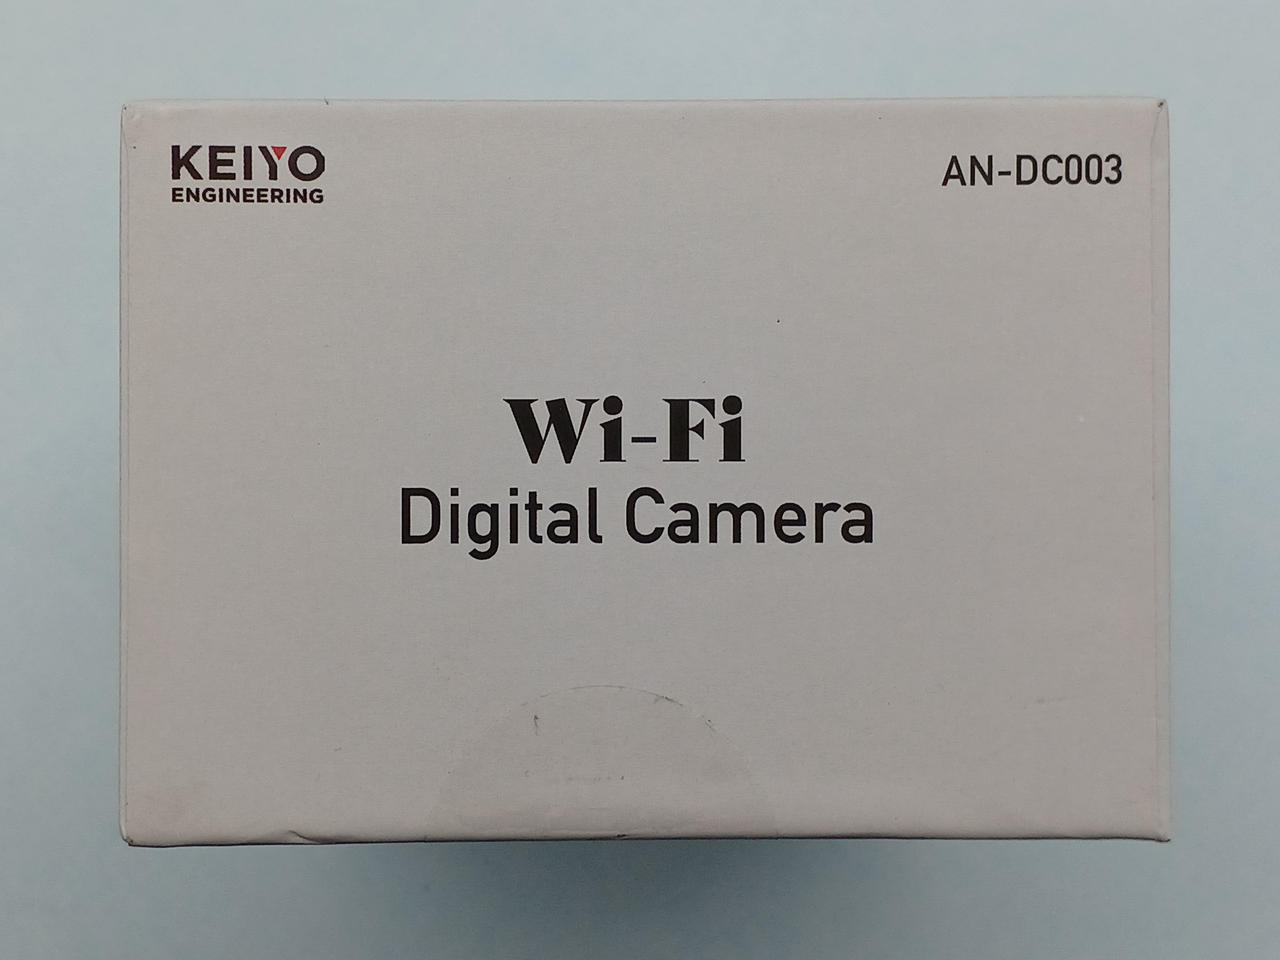 KEIYO
ENGINEERING
AN-DC003
Wi-Fi
Digital Camera